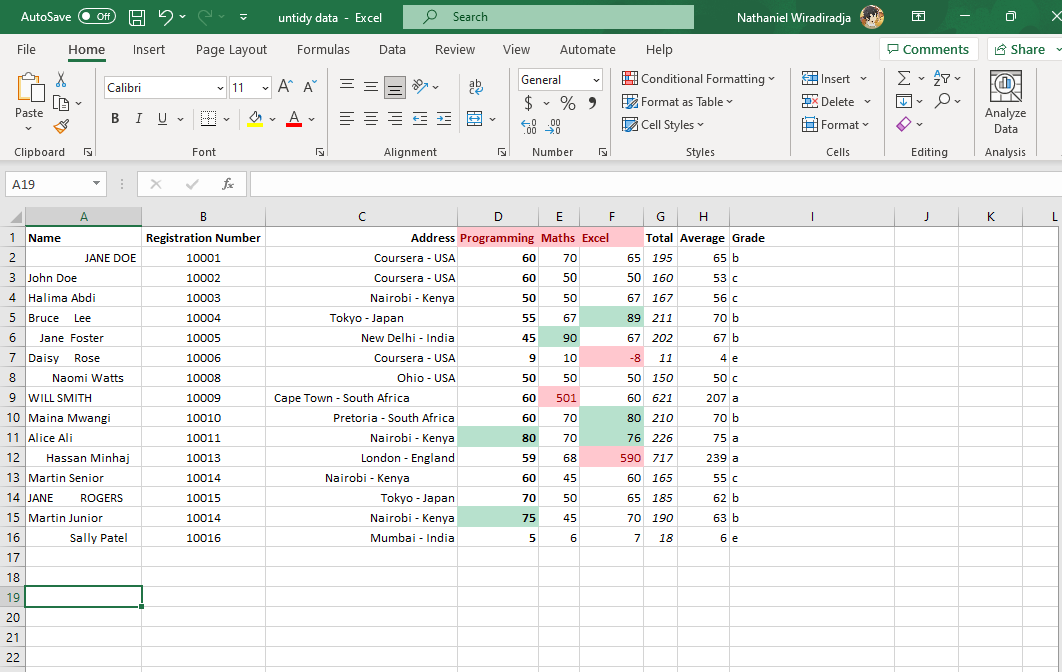 AutoSave Off untidy data - Excel Search Nathaniel Wiradiradja
File Home Insert Page Layout Formulas Data Review View Automate Help Comments Share
Calibri 11 A A ab General Conditional Formatting Insert
Paste B I U A $ % Format as Table Delete Analyze Data
Cell Styles Format
Clipboard Font Alignment Number Styles Cells Editing Analysis
A19 fx
A B C D E F G H I J K L
1 Name Registration Number Address Programming Maths Excel Total Average Grade
2 JANE DOE 10001 Coursera - USA 60 70 65 195 65 b
3 John Doe 10002 Coursera - USA 60 50 50 160 53 c
4 Halima Abdi 10003 Nairobi - Kenya 50 50 67 167 56 c
5 Bruce Lee 10004 Tokyo - Japan 55 67 89 211 70 b
6 Jane Foster 10005 New Delhi - India 45 90 67 202 67 b
7 Daisy Rose 10006 Coursera - USA 9 10 -8 11 4 e
8 Naomi Watts 10008 Ohio - USA 50 50 50 150 50 c
9 WILL SMITH 10009 Cape Town - South Africa 60 501 60 621 207 a
10 Maina Mwangi 10010 Pretoria - South Africa 60 70 80 210 70 b
11 Alice Ali 10011 Nairobi - Kenya 80 70 76 226 75 a
12 Hassan Minhaj 10013 London - England 59 68 590 717 239 a
13 Martin Senior 10014 Nairobi - Kenya 60 45 60 165 55 c
14 JANE ROGERS 10015 Tokyo - Japan 70 50 65 185 62 b
15 Martin Junior 10014 Nairobi - Kenya 75 45 70 190 63 b
16 Sally Patel 10016 Mumbai - India 5 6 7 18 6 e
17
18
19
20
21
22